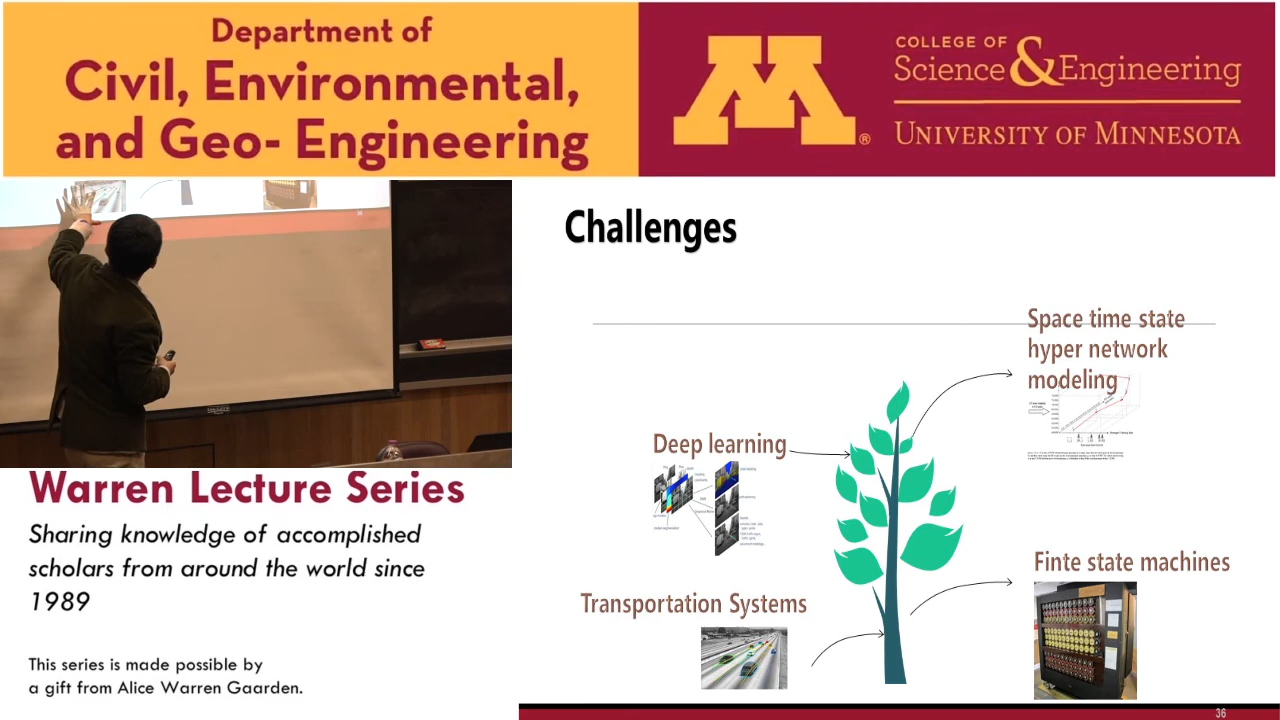 Department of
Civil, Environmental,
and Geo- Engineering
M
®
COLLEGE OF
Science & Engineering
UNIVERSITY OF MINNESOTA
Challenges
Space time state
hyper network
modeling
Deep learning
Finte state machines
Transportation Systems
Warren Lecture Series
Sɛaring knowledge of accomplished
scholars from around the world since
1989
This series is made possible by
a gift from Alice Warren Gaarden.
36